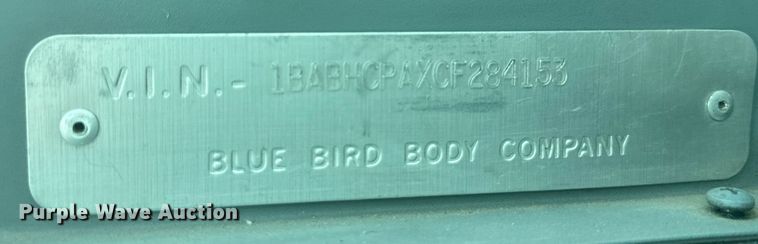 V.I.N.- 1BABHCPAXCF284153
BLUE BIRD BODY COMPANY
Purple Wave Auction